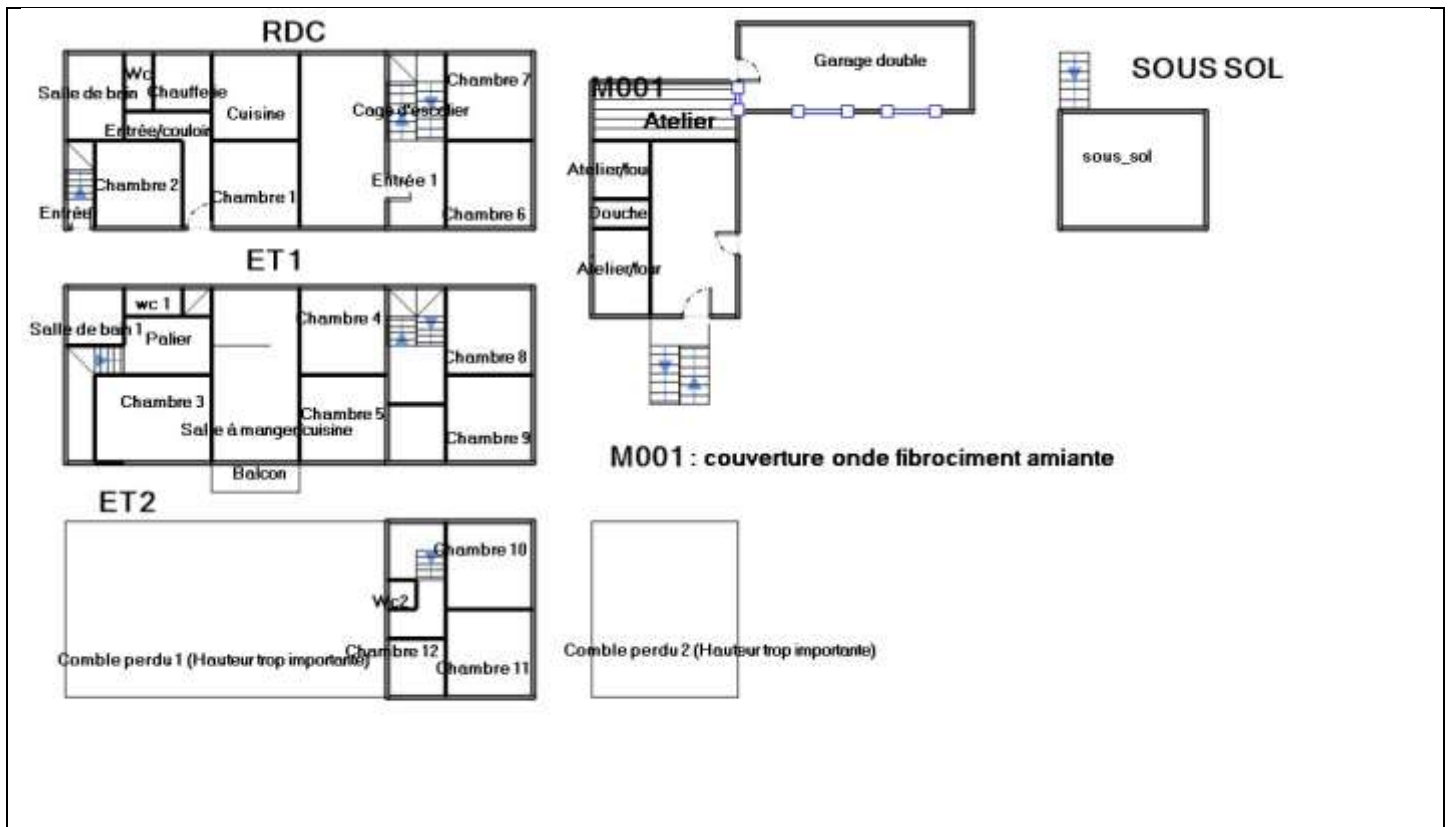 RDC
Salle de bain
Wc
Chaufferie
Entrée/couloir
Cuisine
Cage d'escalier
Chambre 7
Chambre 2
Chambre 1
Entrée 1
Entrée
Chambre 6
M001
Atelier
Garage double
Atelier/four
Douche
Atelier/four
SOUS SOL
sous_sol
ET1
wc 1
Salle de bain 1
Palier
Chambre 4
Chambre 8
Chambre 3
Chambre 5
Salle à manger/cuisine
Chambre 9
Balcon
M001 : couverture onde fibrociment amiante
ET2
Chambre 10
Wc2
Chambre 12
Comble perdu 1 (Hauteur trop importante)
Chambre 11
Comble perdu 2 (Hauteur trop importante)